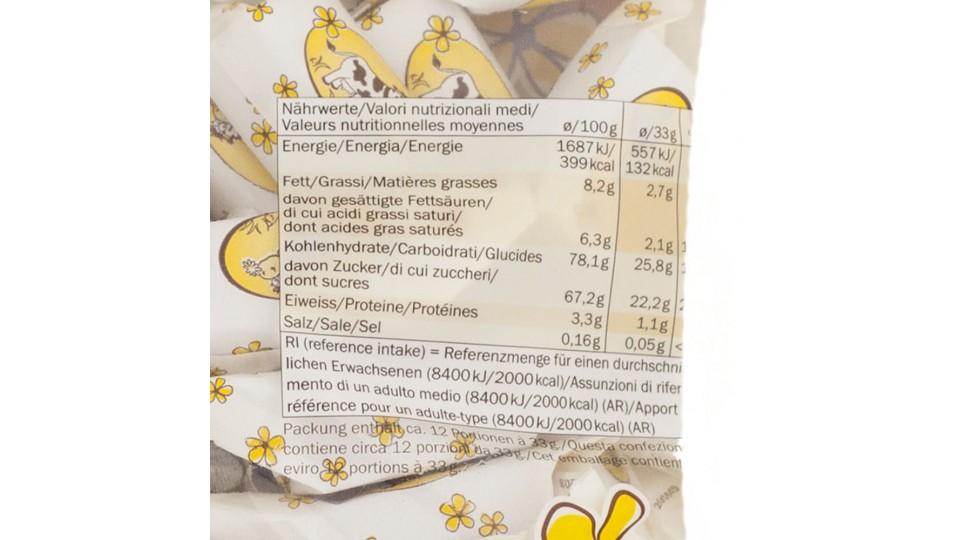 Nährwerte/Valori nutrizionali medi/
Valeurs nutritionnelles moyennes ø/100g ø/33g
Energie/Energia/Energie 1687 kJ/ 557 kJ/
399 kcal 132 kcal
Fett/Grassi/Matières grasses 8,2g 2,7g
davon gesättigte Fettsäuren/
di cui acidi grassi saturi/
dont acides gras saturés 6,3g 2,1g
Kohlenhydrate/Carboidrati/Glucides 78,1g 25,8g
davon Zucker/di cui zuccheri/
dont sucres 67,2g 22,2g
Eiweiss/Proteine/Protéines 3,3g 1,1g
Salz/Sale/Sel 0,16g 0,05g <
RI (reference intake) = Referenzmenge für einen durchschni
lichen Erwachsenen (8400 kJ/2000 kcal)/Assunzioni di rifer
mento di un adulto medio (8400 kJ/2000 kcal) (AR)/Apport
référence pour un adulte-type (8400 kJ/2000 kcal) (AR)
Packung enthält ca. 12 Portionen à 33g/Questa confezion
contiene circa 12 porzioni da 33g/Cet emballage contient
eviro 12 portions à 33g.